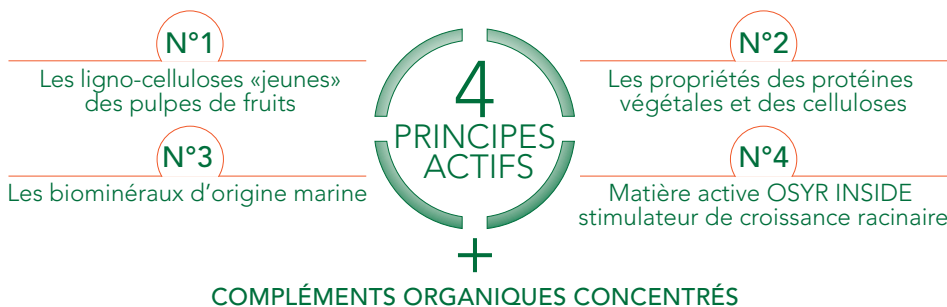 N°1
Les ligno-celluloses «jeunes»
des pulpes de fruits
N°2
Les propriétés des protéines
végétales et des celluloses
4
PRINCIPES
ACTIFS
N°3
Les biominéraux d’origine marine
N°4
Matière active OSYR INSIDE
stimulateur de croissance racinaire
+
COMPLÉMENTS ORGANIQUES CONCENTRÉS